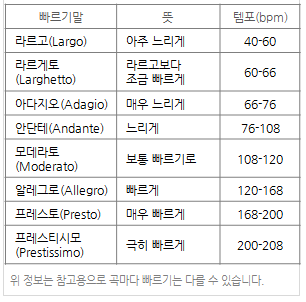 빠르기말 뜻 템포(bpm)
라르고(Largo) 아주 느리게 40-60
라르게토 라르고보다 60-66
(Larghetto) 조금 빠르게
아다지오(Adagio) 매우 느리게 66-76
안단테(Andante) 느리게 76-108
모데라토 보통 빠르기로 108-120
(Moderato)
알레그로(Allegro) 빠르게 120-168
프레스토(Presto) 매우 빠르게 168-200
프레스티시모 극히 빠르게 200-208
(Prestissimo)
위 정보는 참고용으로 곡마다 빠르기는 다를 수 있습니다.